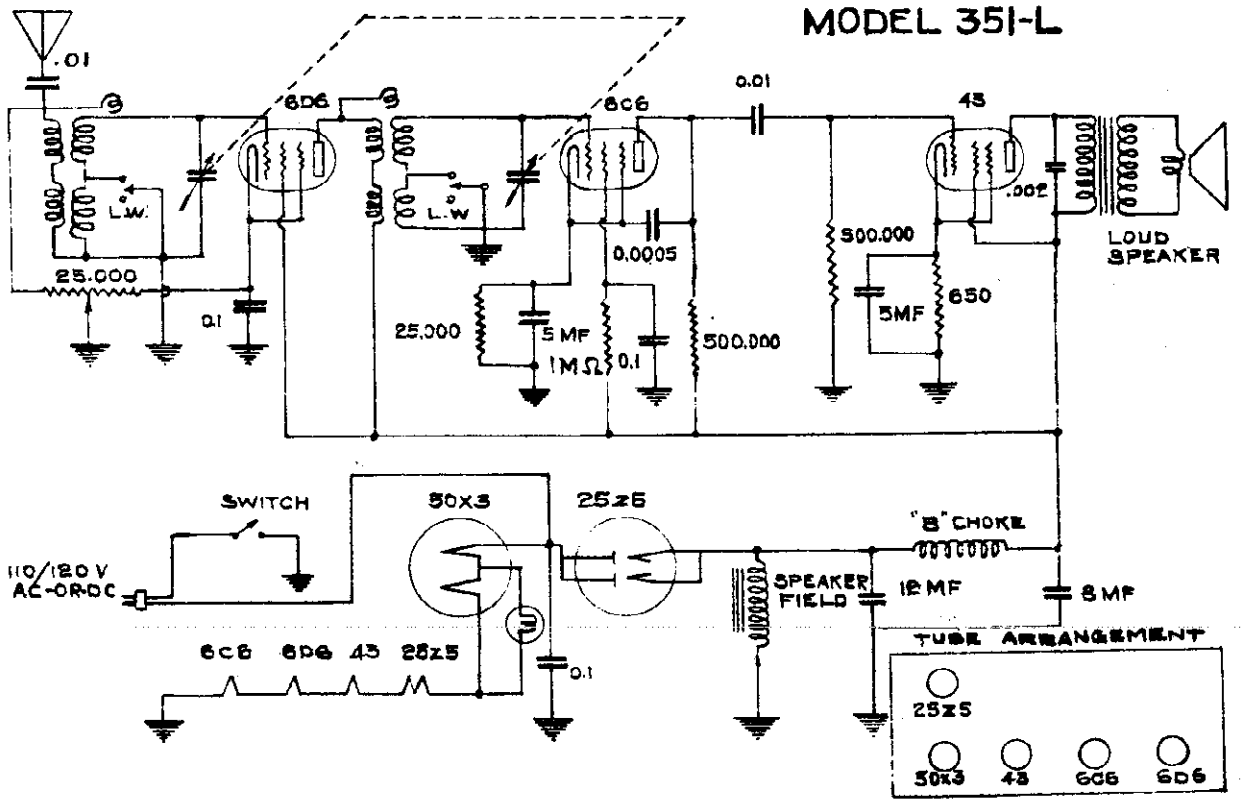 MODEL 351-L
.01
6D6
6C6
0.01
43
L.W.
L.W
.002
LOUD
SPEAKER
25.000
0.1
0.0005
500.000
25.000
5 MF
1MΩ
0.1
500.000
5MF
650
SWITCH
50X3
25Z5
"B" CHOKE
110/120 V
AC-OR-DC
SPEAKER
FIELD
12 MF
8 MF
6C6 6D6 43 25Z5
0.1
TUBE ARRANGEMENT
25Z5
50X3 43 6C6 6D6